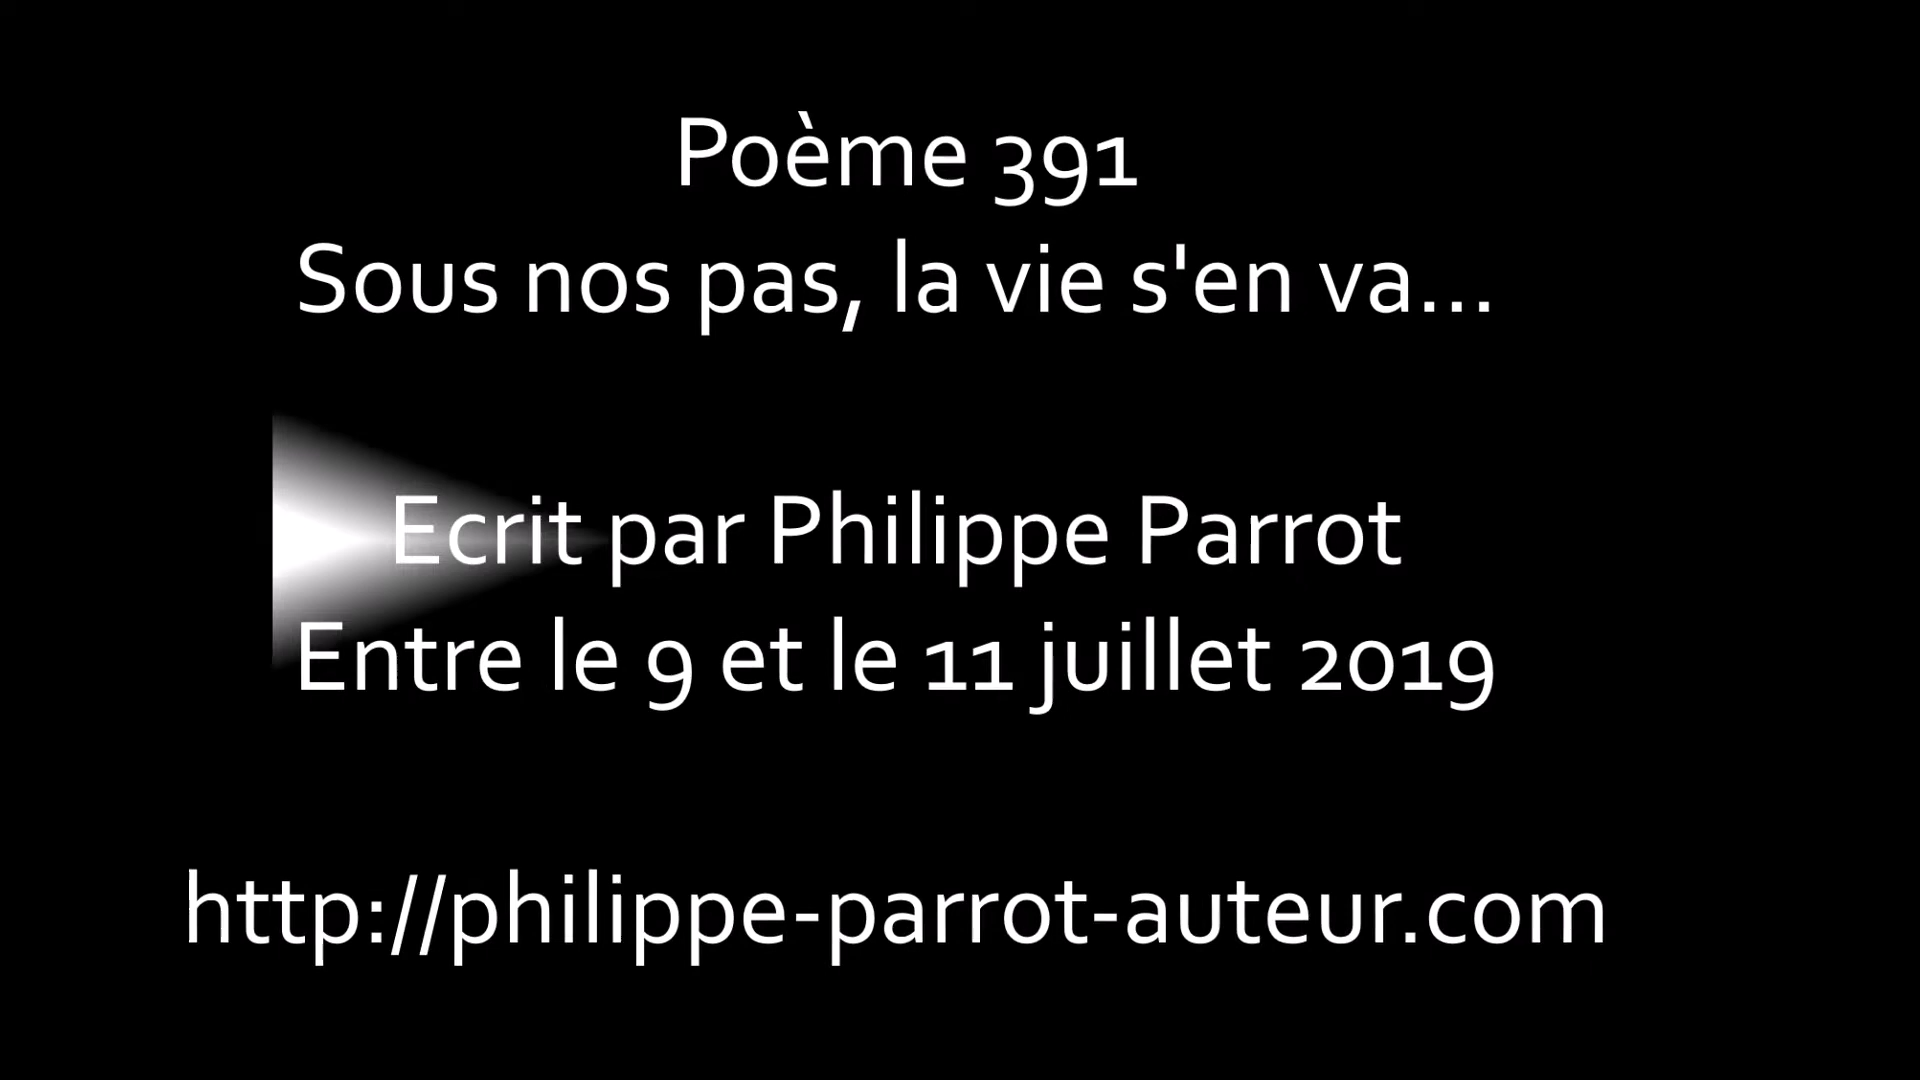 Poème 391
Sous nos pas, la vie s'en va...
Ecrit par Philippe Parrot
Entre le 9 et le 11 juillet 2019
http://philippe-parrot-auteur.com